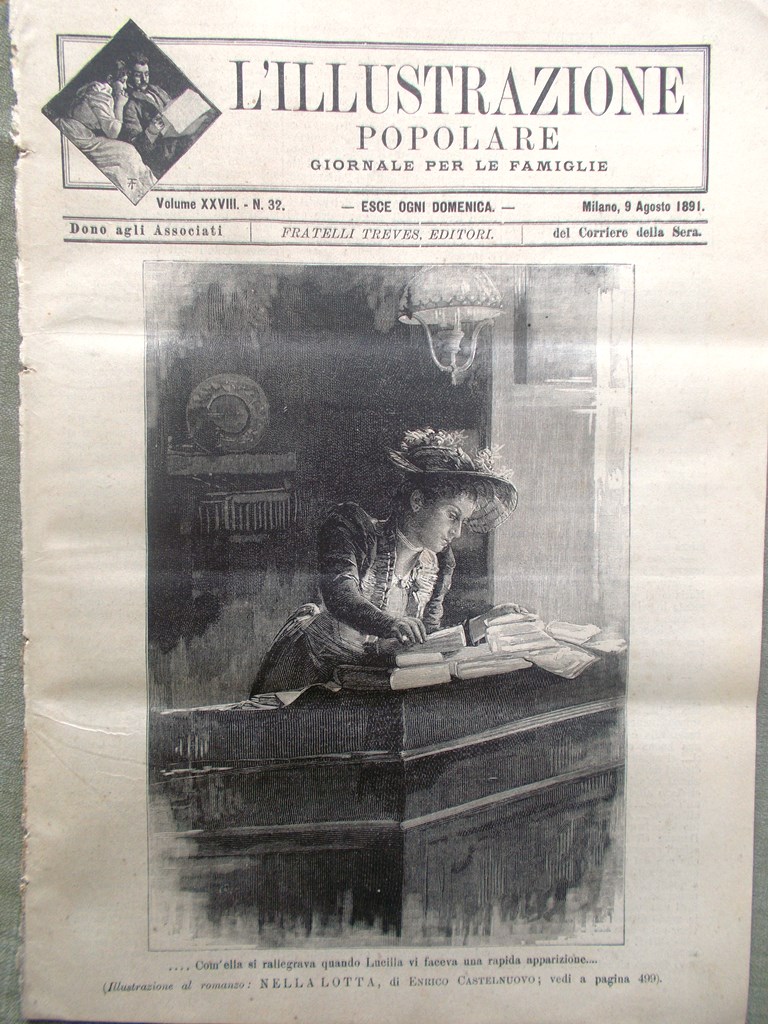 L'ILLUSTRAZIONE
POPOLARE
GIORNALE PER LE FAMIGLIE
Volume XXVIII. - N. 32. — ESCE OGNI DOMENICA. — Milano, 9 Agosto 1891.
Dono agli Associati FRATELLI TREVES, EDITORI. del Corriere della Sera.
.... Com'ella si rallegrava quando Lucilla vi faceva una rapida apparizione....
(Illustrazione al romanzo: NELLA LOTTA, di ENRICO CASTELNUOVO; vedi a pagina 499).